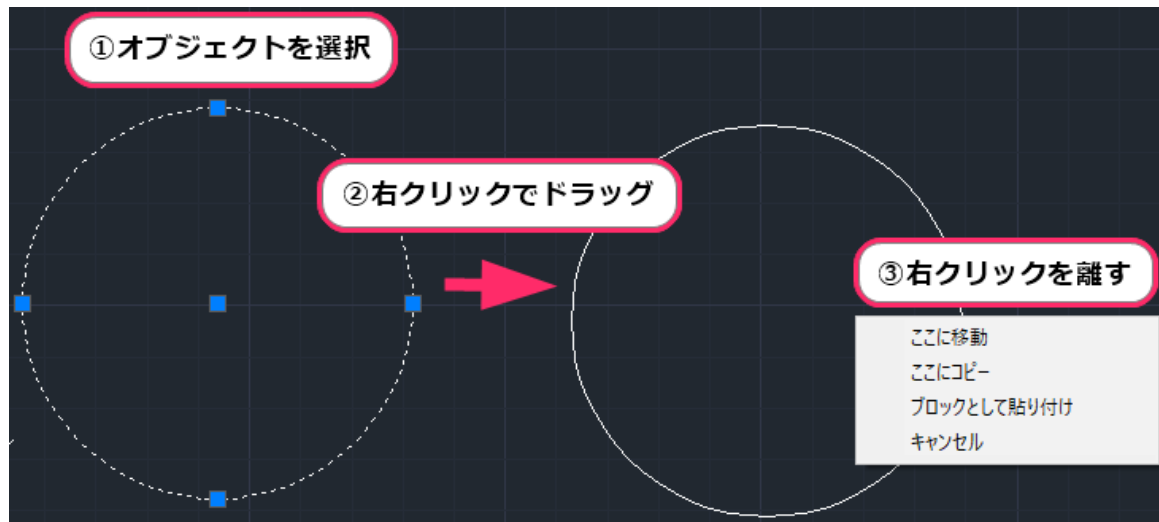 ①オブジェクトを選択
②右クリックでドラッグ
③右クリックを離す
ここに移動
ここにコピー
ブロックとして貼り付け
キャンセル